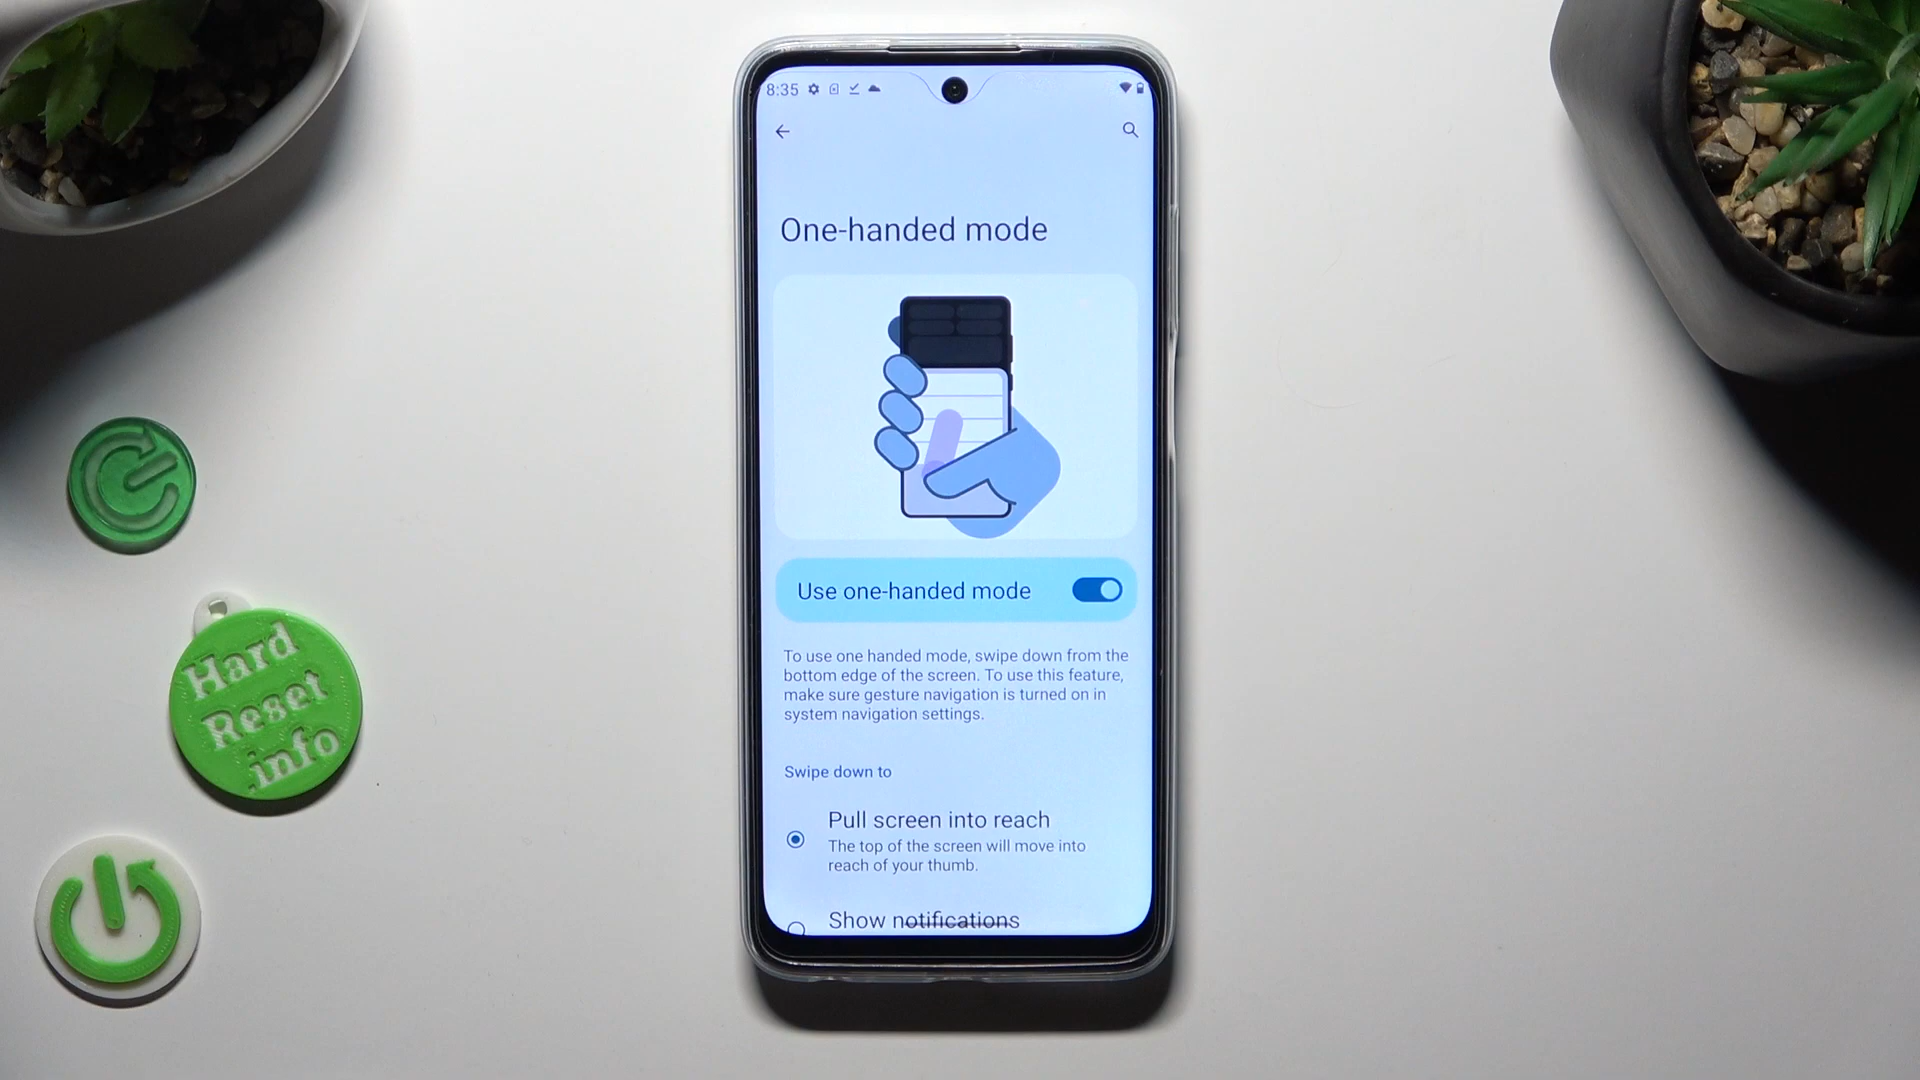 8:35
One-handed mode
Use one-handed mode
To use one handed mode, swipe down from the
bottom edge of the screen. To use this feature,
make sure gesture navigation is turned on in
system navigation settings.
Swipe down to
Pull screen into reach
The top of the screen will move into
reach of your thumb.
Show notifications
Hard
Reset
.info